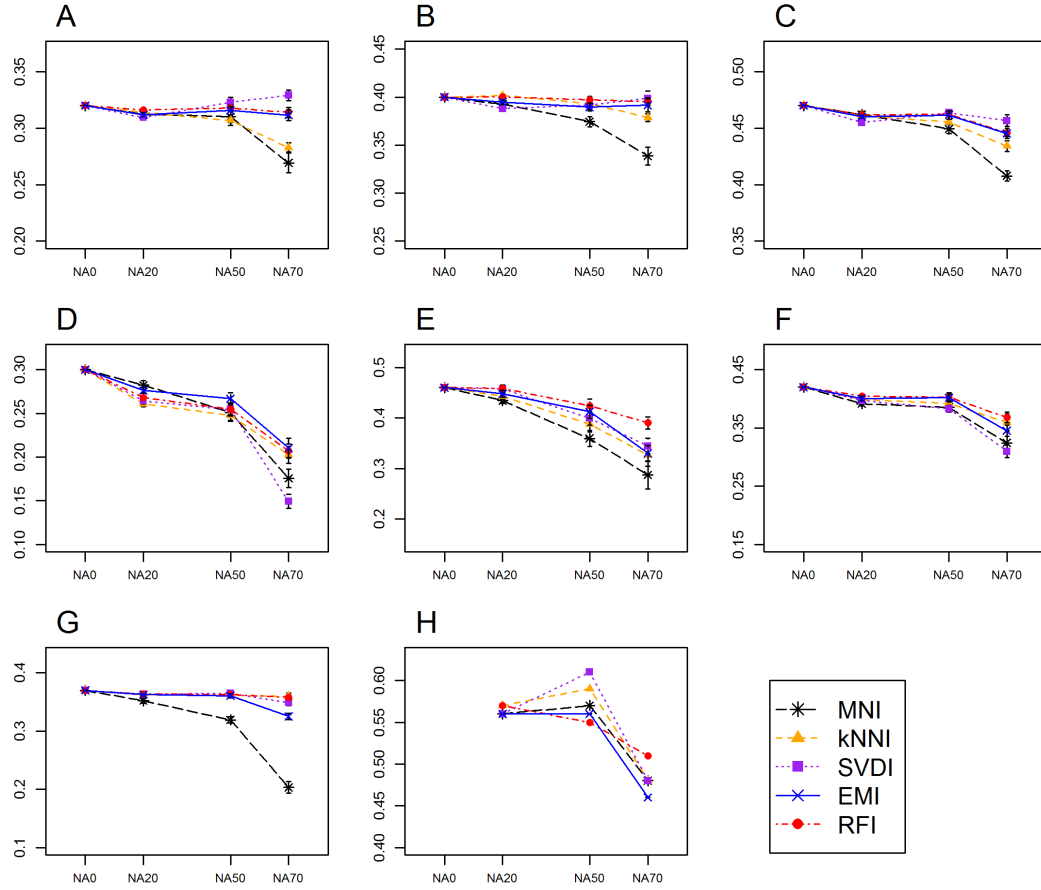 A
0.35
0.30
0.25
0.20
NA0 NA20 NA50 NA70
B
0.45
0.40
0.35
0.30
0.25
NA0 NA20 NA50 NA70
C
0.50
0.45
0.40
0.35
NA0 NA20 NA50 NA70
D
0.30
0.25
0.20
0.15
0.10
NA0 NA20 NA50 NA70
E
0.5
0.4
0.3
0.2
NA0 NA20 NA50 NA70
F
0.45
0.35
0.25
0.15
NA0 NA20 NA50 NA70
G
0.4
0.3
0.2
0.1
NA0 NA20 NA50 NA70
H
0.60
0.55
0.50
0.45
0.40
NA0 NA20 NA50 NA70
MNI
kNNI
SVDI
EMI
RFI